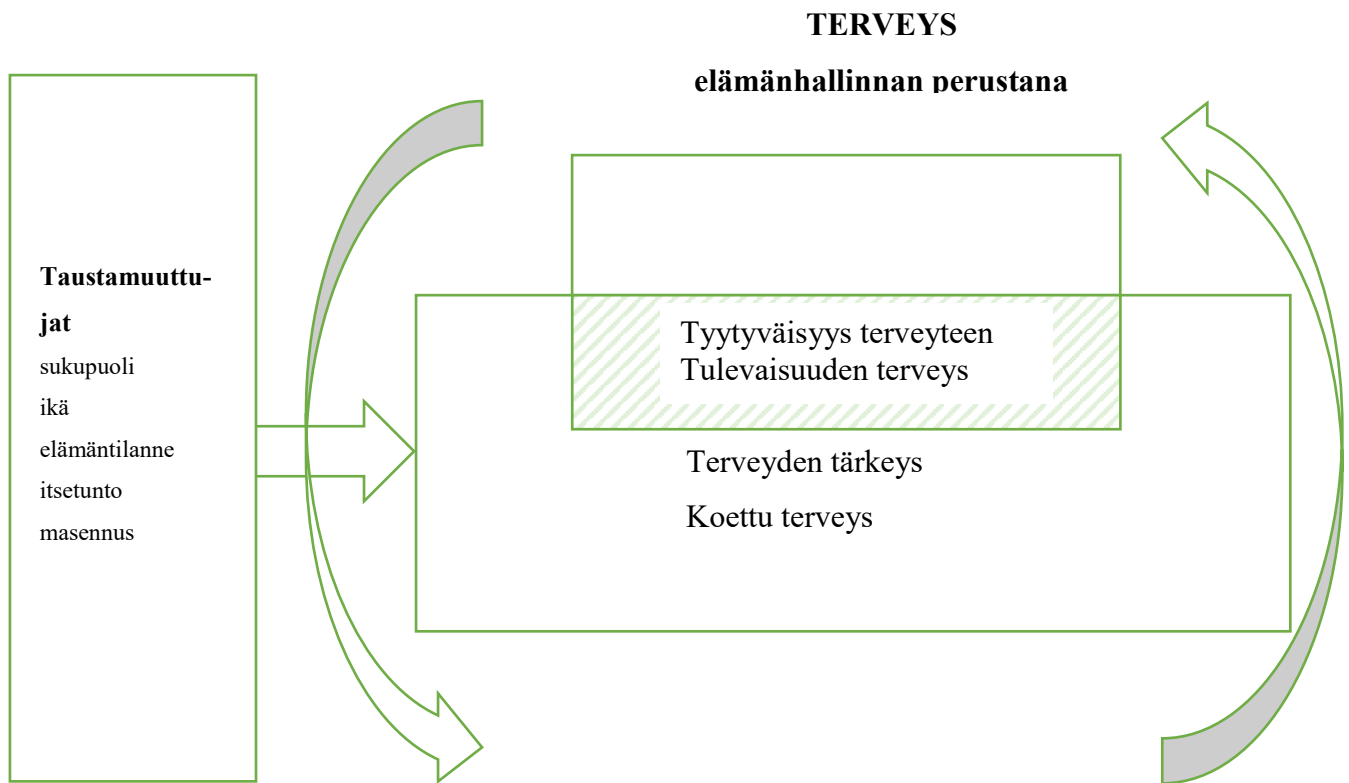 TERVEYS
elämänhallinnan perustana
Taustamuuttu-
jat
sukupuoli
ikä
elämäntilanne
itsetunto
masennus
Tyytyväisyys terveyteen
Tulevaisuuden terveys
Terveyden tärkeys
Koettu terveys